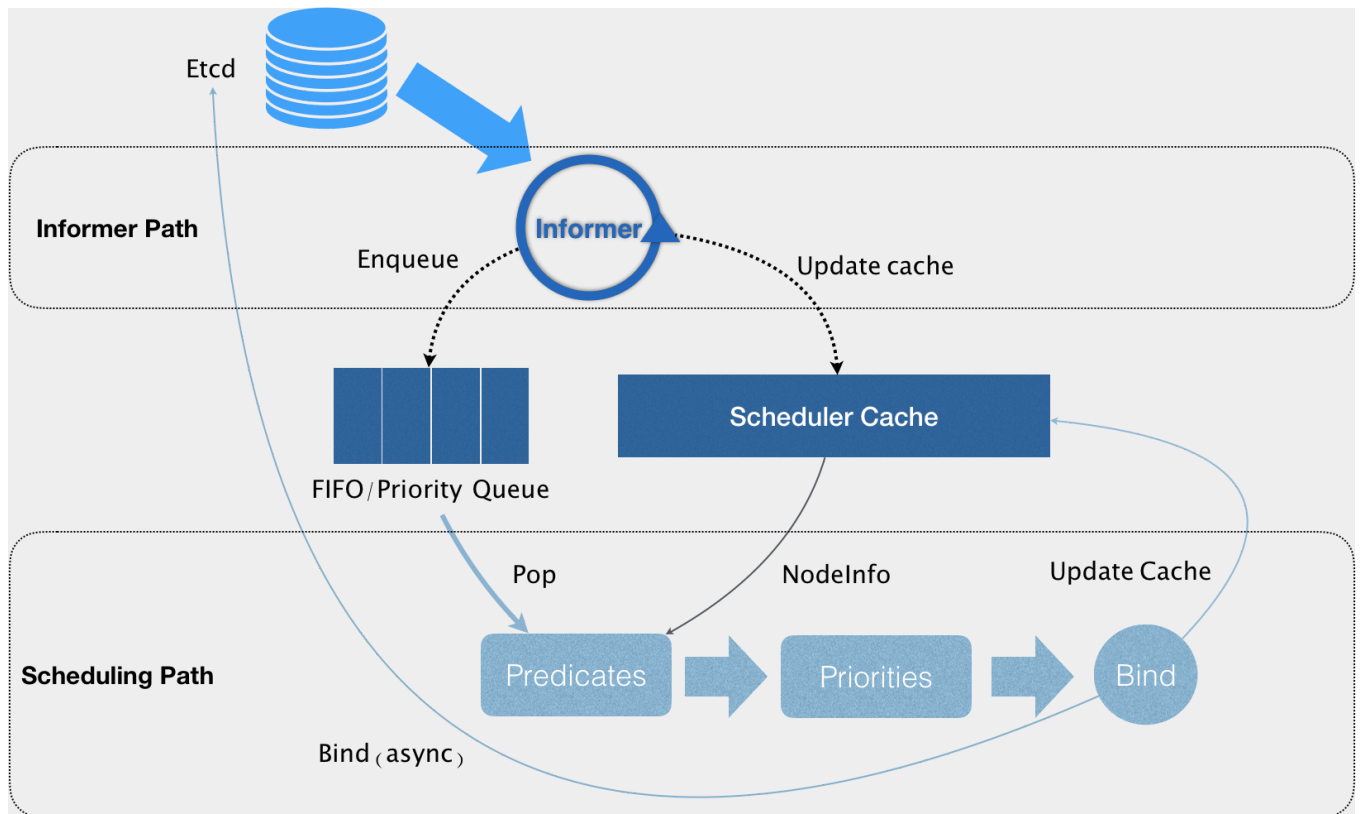 Etcd
Informer Path
Informer
Enqueue
Update cache
Scheduler Cache
FIFO/Priority Queue
Pop
NodeInfo
Update Cache
Scheduling Path
Predicates
Priorities
Bind
Bind (async)